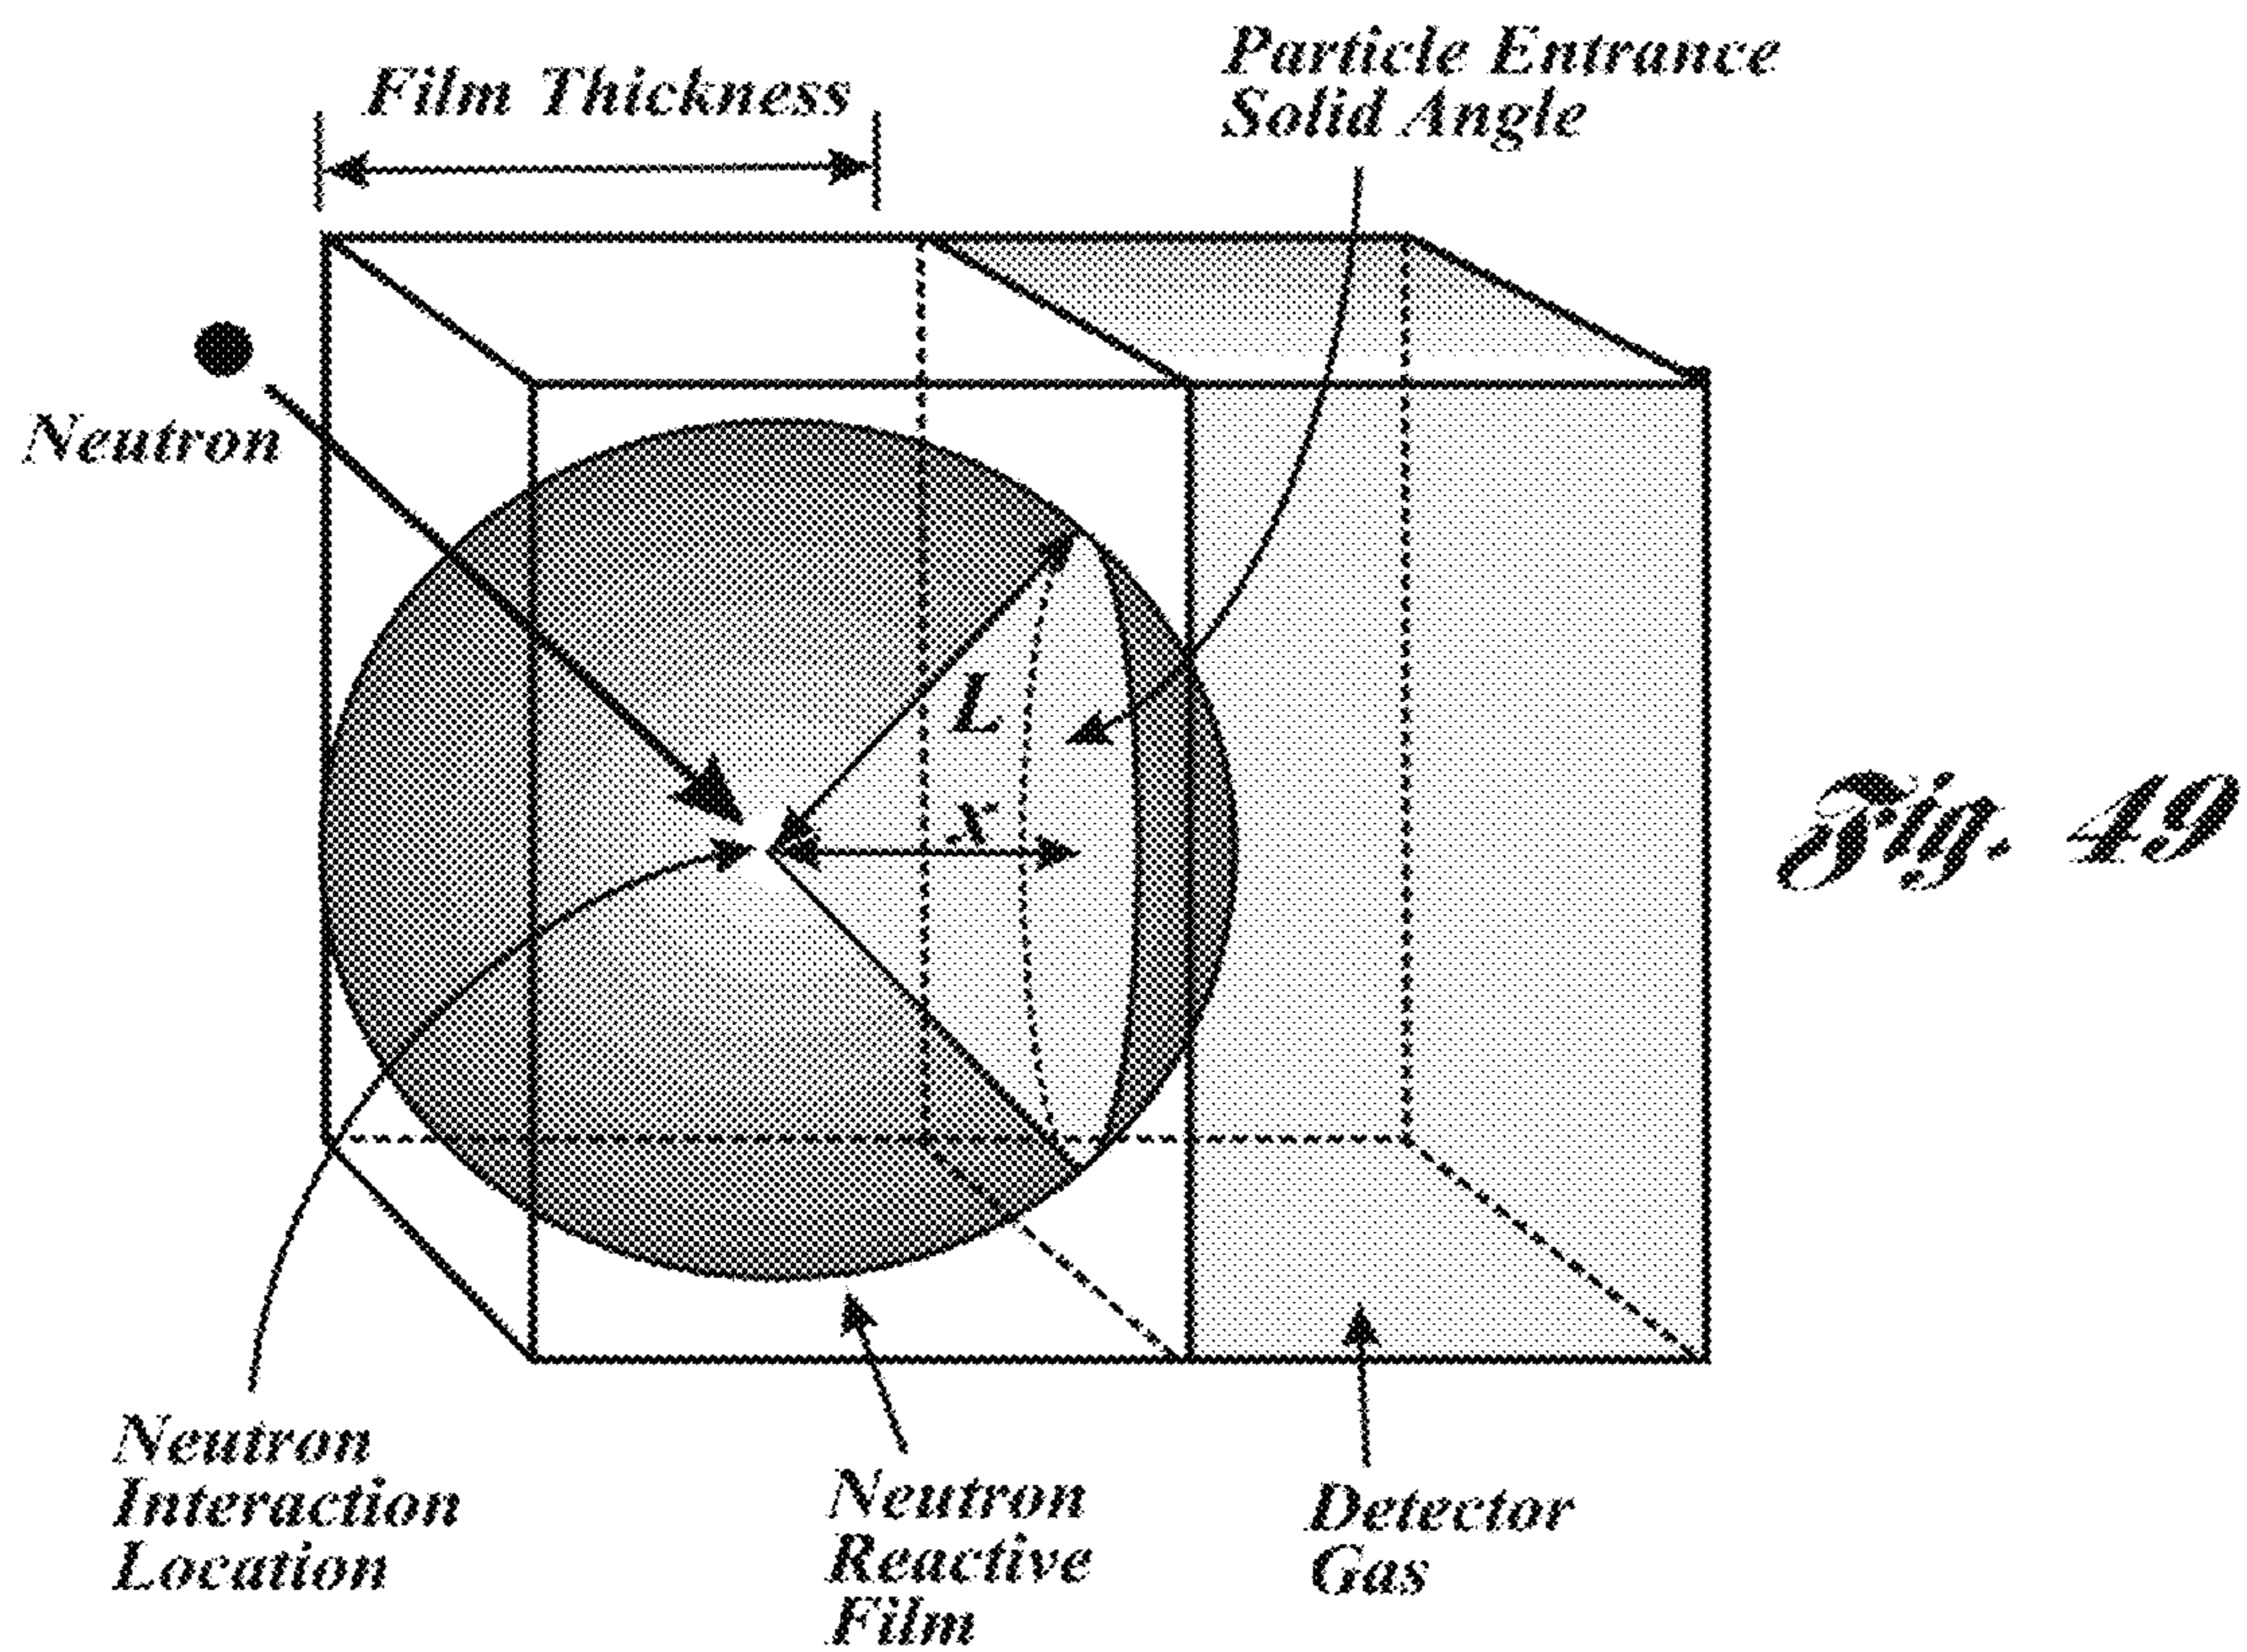 Film Thickness
Particle Entrance
Solid Angle
Neutron
L
x
Fig. 49
Neutron
Interaction
Location
Neutron
Reactive
Film
Detector
Gas